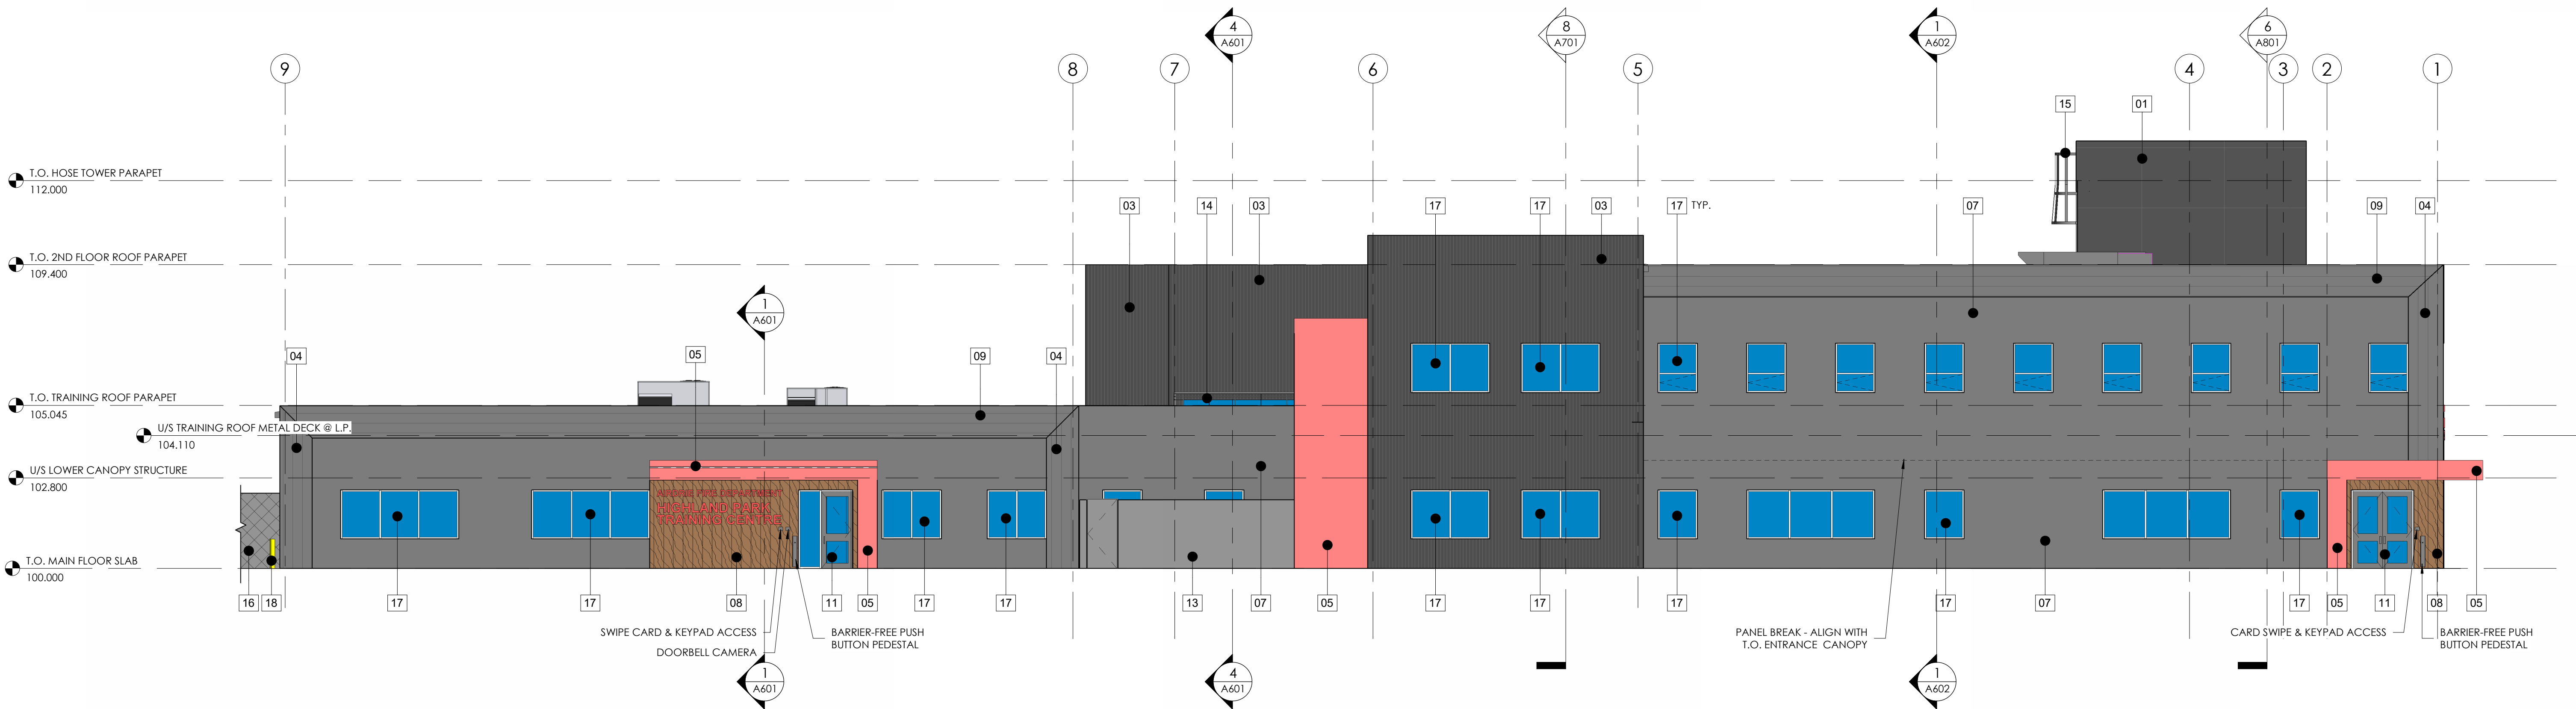 4
A601
8
A701
1
A602
6
A801
9
8
7
6
5
4
3
2
1
15
01
T.O. HOSE TOWER PARAPET
112.000
03
14
03
17
17
03
17 TYP.
07
09
04
T.O. 2ND FLOOR ROOF PARAPET
109.400
1
A601
04
05
09
04
T.O. TRAINING ROOF PARAPET
105.045
U/S TRAINING ROOF METAL DECK @ L.P.
104.110
U/S LOWER CANOPY STRUCTURE
102.800
FIRE DEPARTMENT
HIGHLAND PARK
TRAINING CENTRE
T.O. MAIN FLOOR SLAB
100.000
16
18
17
17
08
11
05
17
17
13
07
05
17
17
17
17
07
17
05
11
08
05
SWIPE CARD & KEYPAD ACCESS
DOORBELL CAMERA
BARRIER-FREE PUSH
BUTTON PEDESTAL
PANEL BREAK - ALIGN WITH
T.O. ENTRANCE CANOPY
CARD SWIPE & KEYPAD ACCESS
BARRIER-FREE PUSH
BUTTON PEDESTAL
1
A601
4
A601
1
A602